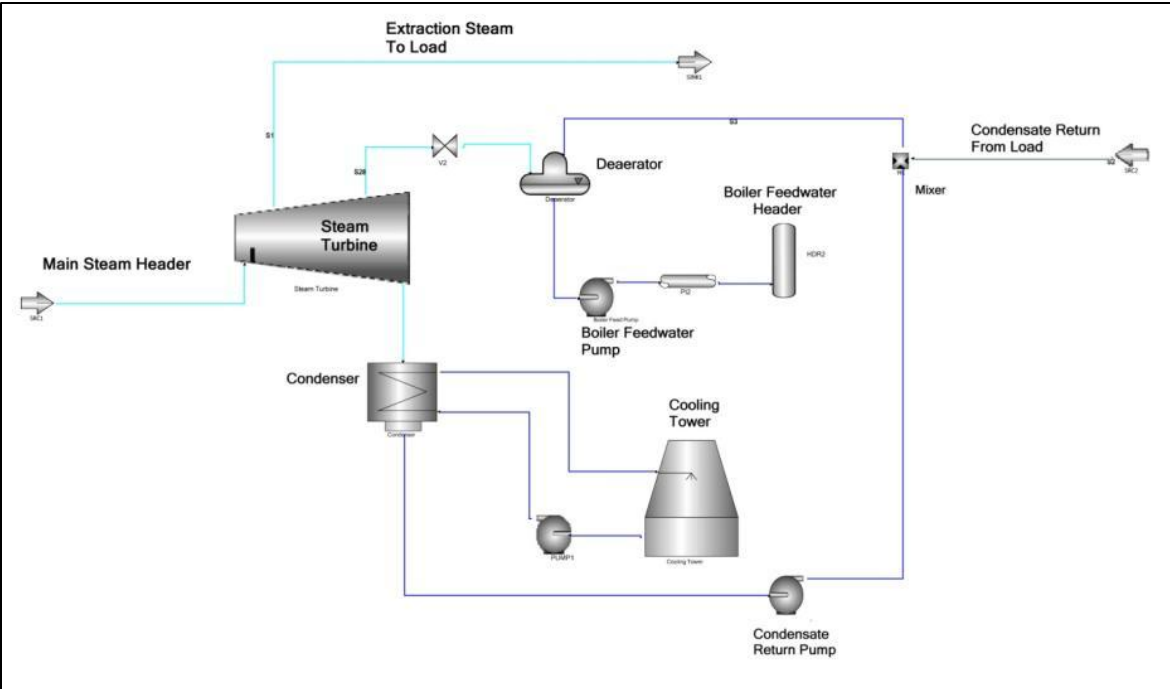 Extraction Steam
To Load
SINK1
S1
S3
Condensate Return
From Load
S2
SRC2
V2
S28
Deaerator
Deaerator
Mixer
Boiler Feedwater
Header
HDR2
Steam
Turbine
Steam Turbine
Main Steam Header
SRC1
PI2
Boiler Feed Pump
Boiler Feedwater
Pump
Condenser
Condenser
Cooling
Tower
PUMP1
Cooling Tower
Condensate
Return Pump